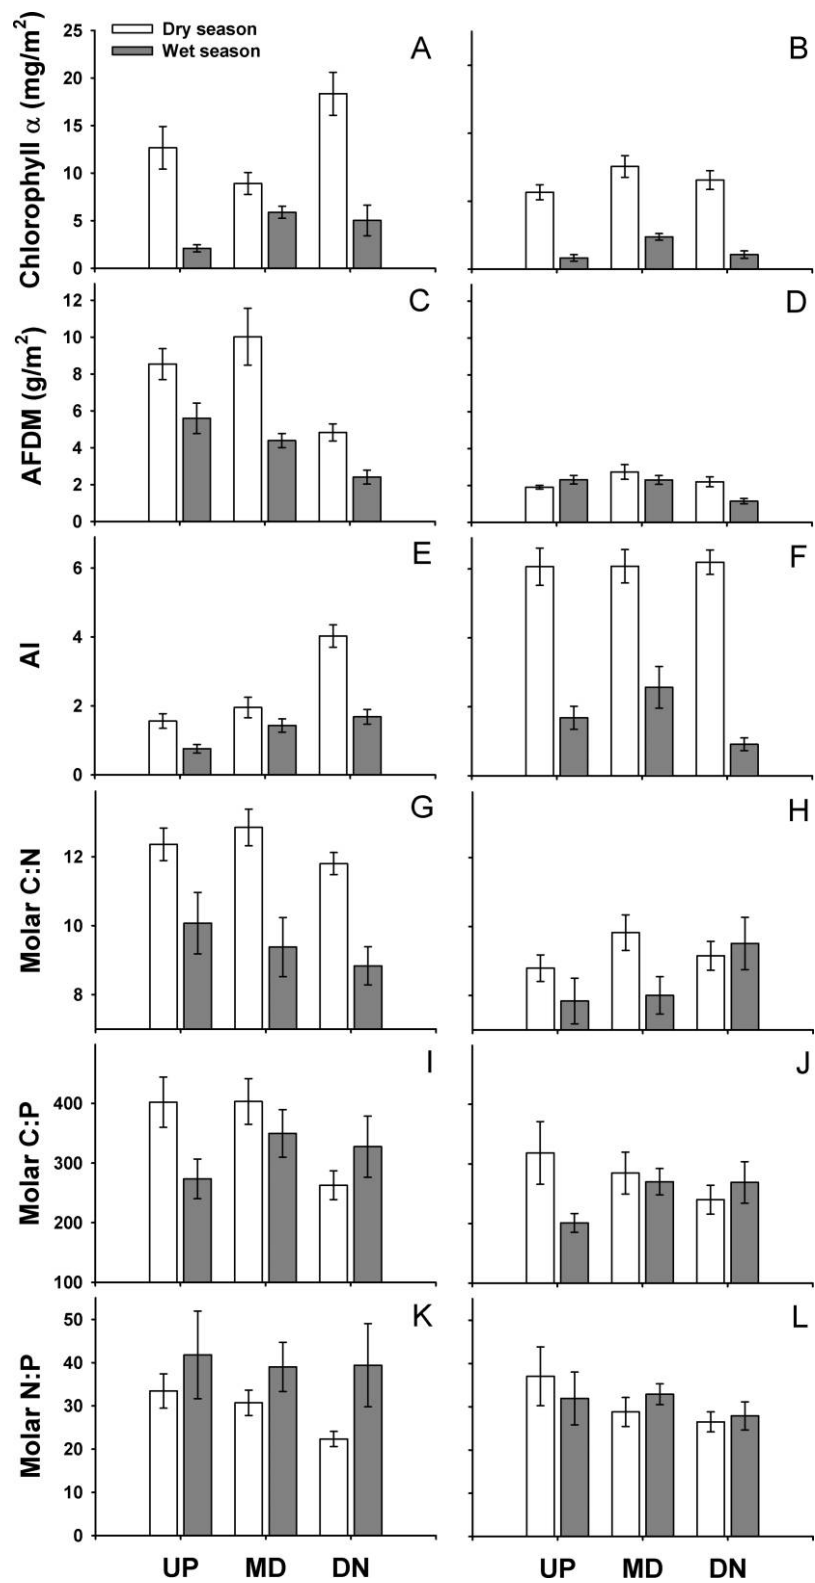 Dry season
Wet season
Chlorophyll α (mg/m²)
25
20
15
10
5
0
A
B
AFDM (g/m²)
12
10
8
6
4
2
0
C
D
AI
6
4
2
0
E
F
Molar C:N
12
10
8
G
H
Molar C:P
400
300
200
100
I
J
Molar N:P
50
40
30
20
10
0
K
L
UP MD DN UP MD DN